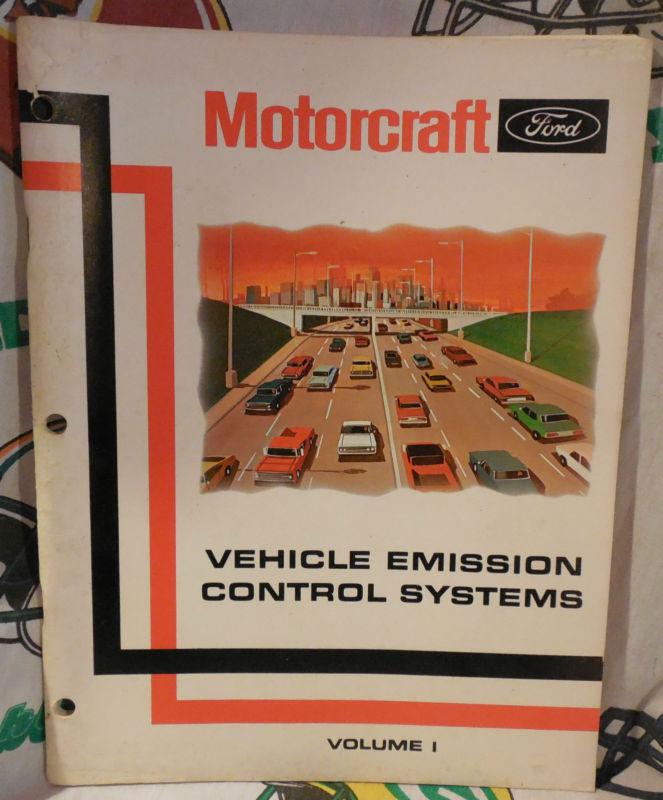 Motorcraft Ford
VEHICLE EMISSION
CONTROL SYSTEMS
VOLUME I